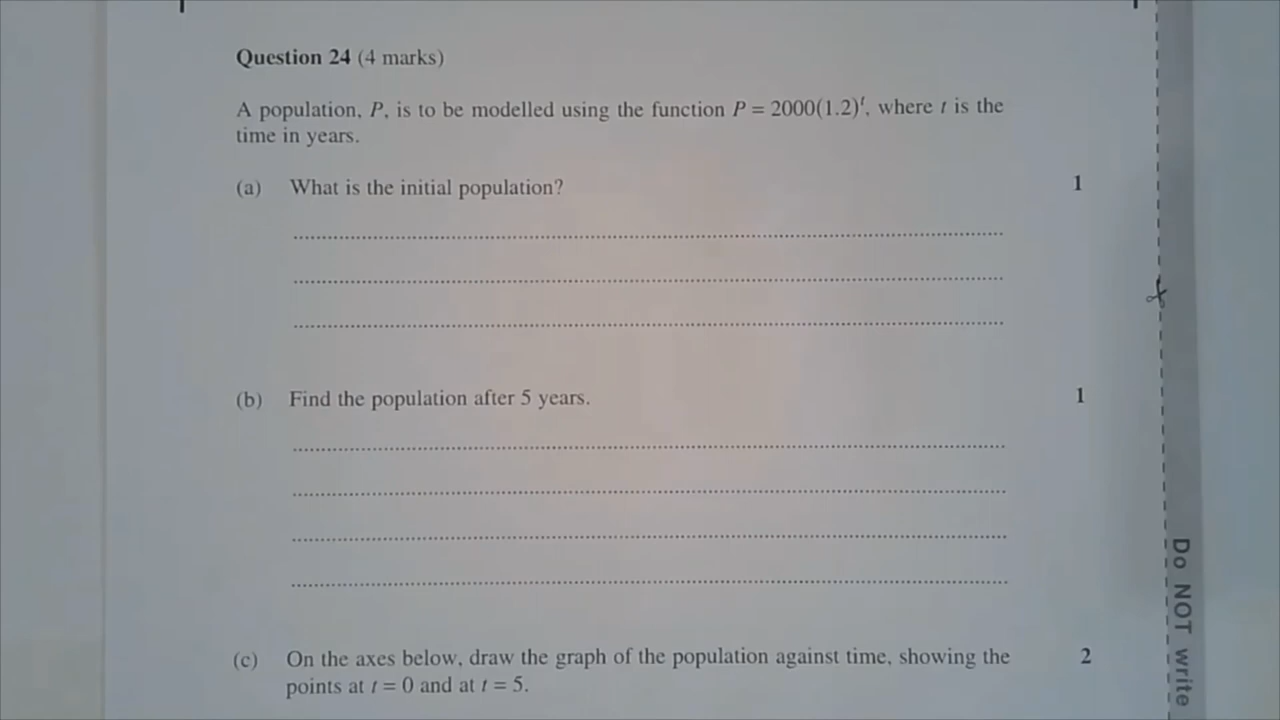 Question 24 (4 marks)
A population, P, is to be modelled using the function P = 2000(1.2)^t, where t is the
time in years.
(a) What is the initial population? 1
(b) Find the population after 5 years. 1
(c) On the axes below, draw the graph of the population against time, showing the 2
points at t = 0 and at t = 5.
Do NOT write